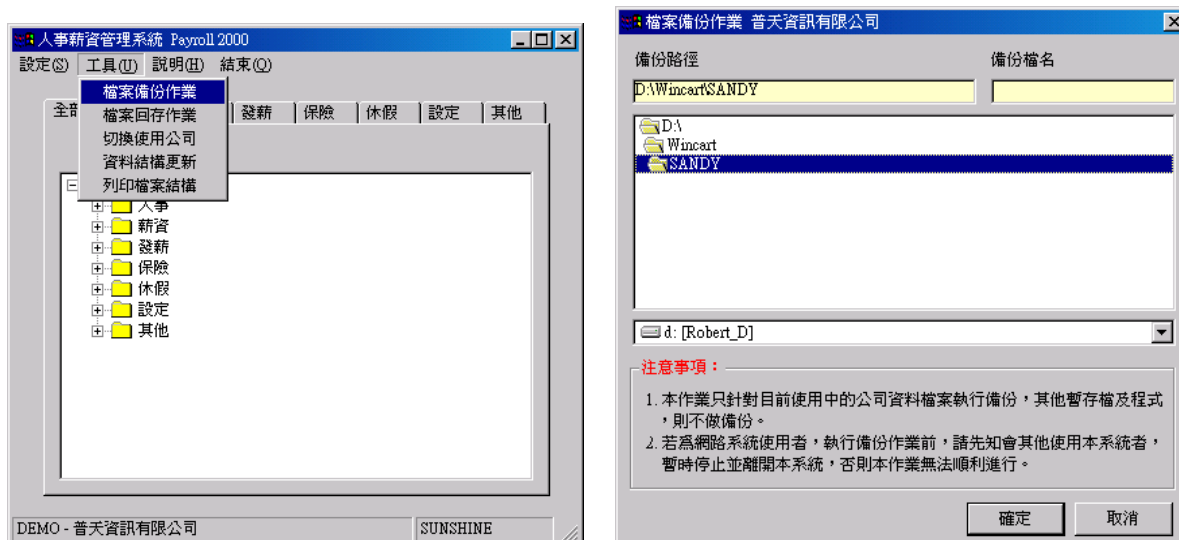 人事薪資管理系統 Payroll 2000
設定(S) 工具(U) 說明(H) 結束(Q)
檔案備份作業
檔案回存作業
切換使用公司
資料結構更新
列印檔案結構
全部 發薪 保險 休假 設定 其他
人事
薪資
發薪
保險
休假
設定
其他
DEMO - 普天資訊有限公司 SUNSHINE
檔案備份作業 普天資訊有限公司
備份路徑 備份檔名
D:\Wincart\SANDY
D:\
Wincart
SANDY
d: [Robert_D]
注意事項：
1. 本作業只針對目前使用中的公司資料檔案執行備份，其他暫存檔及程式
，則不做備份。
2. 若為網路系統使用者，執行備份作業前，請先知會其他使用本系統者，
暫時停止並離開本系統，否則本作業無法順利進行。
確定 取消